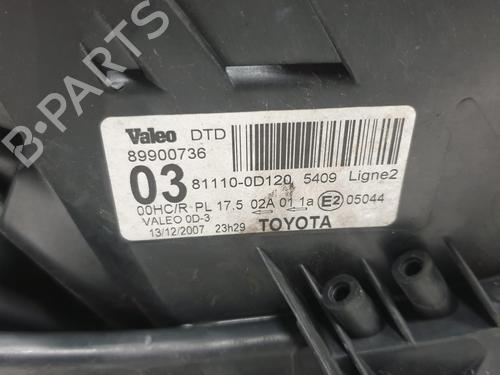 B-PARTS
Valeo DTD
89900736
03 81110-0D120 5409 Ligne2
00HC/R PL 17.5 02A 01 1a E2 05044
VALEO 0D-3
13/12/2007 23h29 TOYOTA